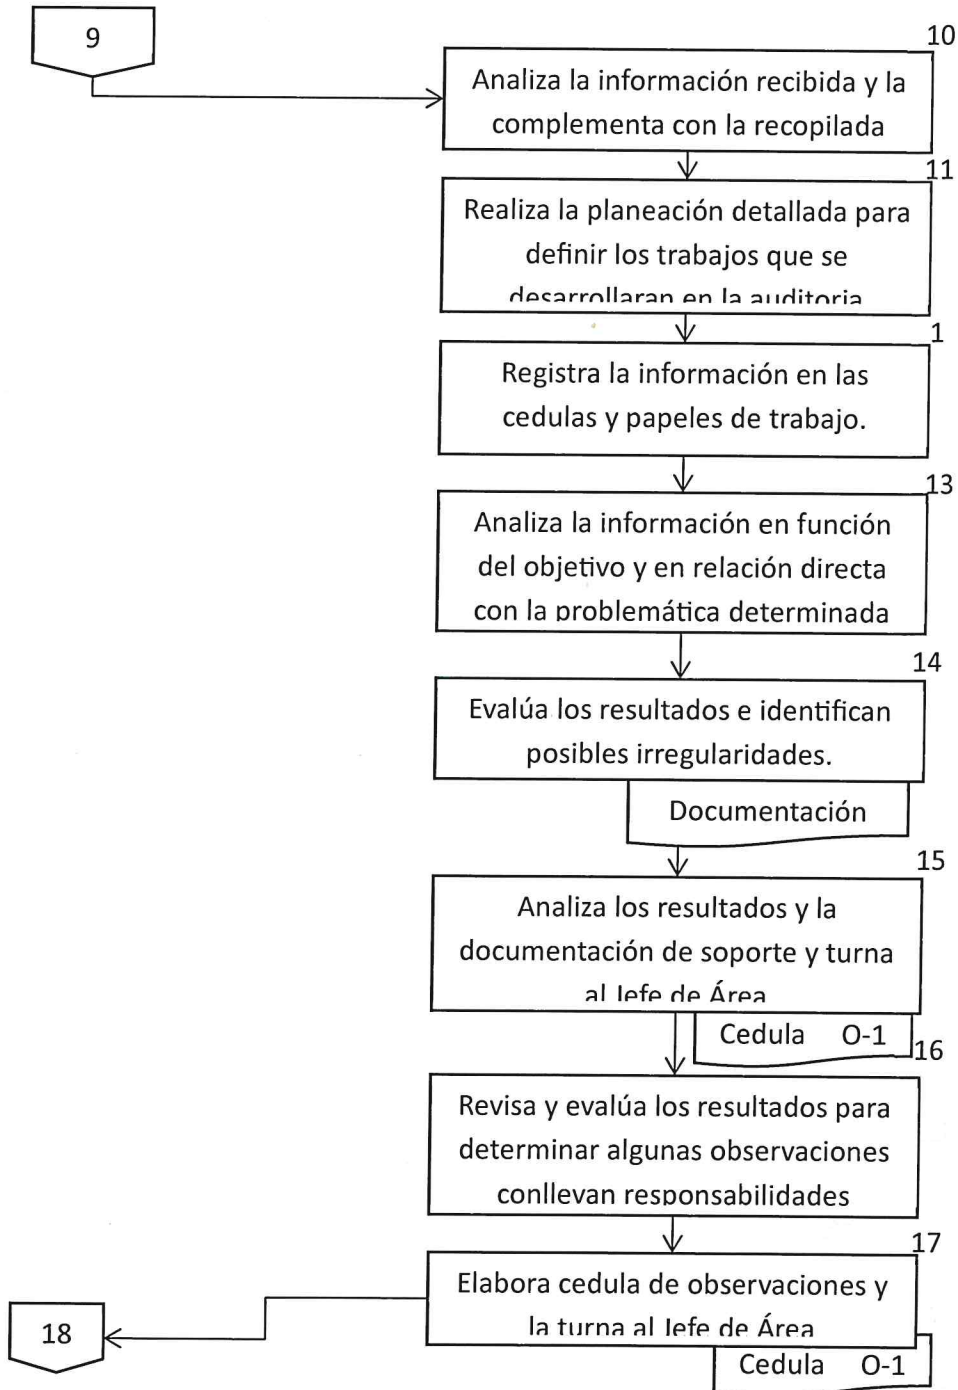 9
10
Analiza la información recibida y la
complementa con la recopilada
11
Realiza la planeación detallada para
definir los trabajos que se
desarrollaran en la auditoria
1
Registra la información en las
cedulas y papeles de trabajo.
13
Analiza la información en función
del objetivo y en relación directa
con la problemática determinada
14
Evalúa los resultados e identifican
posibles irregularidades.
Documentación
15
Analiza los resultados y la
documentación de soporte y turna
al Jefe de Área
Cedula O-1
16
Revisa y evalúa los resultados para
determinar algunas observaciones
conllevan responsabilidades
17
Elabora cedula de observaciones y
la turna al Jefe de Área
18
Cedula O-1